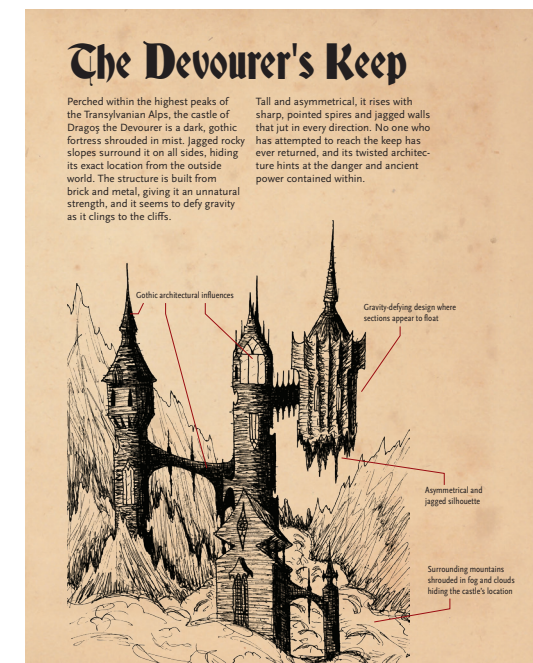 The Devourer's Keep
Perched within the highest peaks of
the Transylvanian Alps, the castle of
Dragoş the Devourer is a dark, gothic
fortress shrouded in mist. Jagged rocky
slopes surround it on all sides, hiding
its exact location from the outside
world. The structure is built from
brick and metal, giving it an unnatural
strength, and it seems to defy gravity
as it clings to the cliffs.
Tall and asymmetrical, it rises with
sharp, pointed spires and jagged walls
that jut in every direction. No one who
has attempted to reach the keep has
ever returned, and its twisted architec-
ture hints at the danger and ancient
power contained within.
Gothic architectural influences
Gravity-defying design where
sections appear to float
Asymmetrical and
jagged silhouette
Surrounding mountains
shrouded in fog and clouds
hiding the castle's location